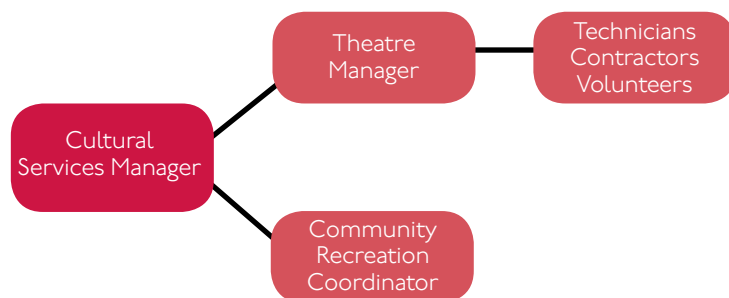 Theatre
Manager
Technicians
Contractors
Volunteers
Cultural
Services Manager
Community
Recreation
Coordinator